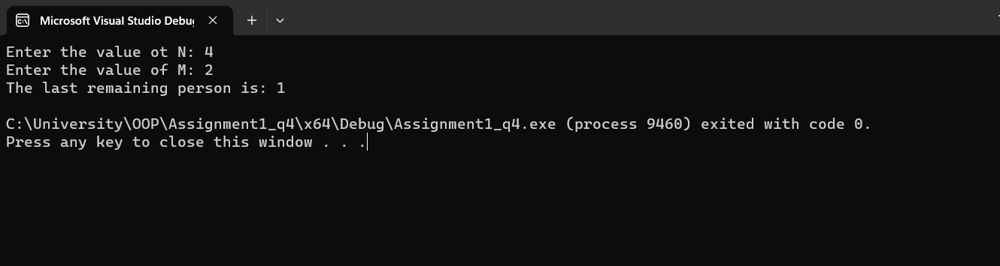 Microsoft Visual Studio Debu
Enter the value ot N: 4
Enter the value of M: 2
The last remaining person is: 1
C:\University\OOP\Assignment1_q4\x64\Debug\Assignment1_q4.exe (process 9460) exited with code 0.
Press any key to close this window . . .